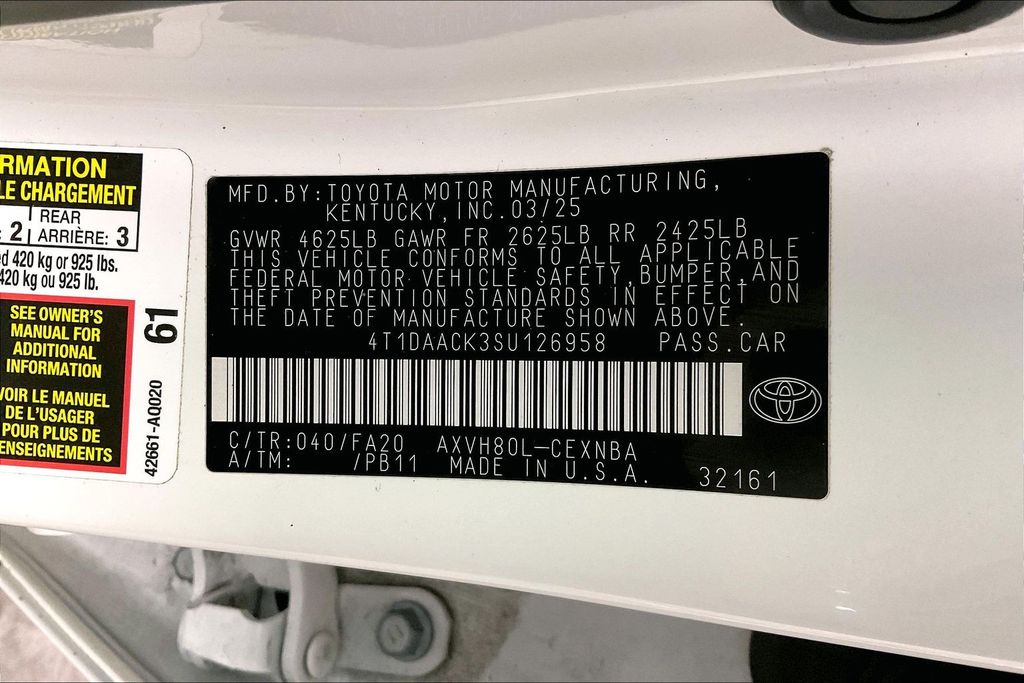 RMATION
LE CHARGEMENT
: 2 REAR
ARRIÈRE: 3
d 420 kg or 925 lbs.
420 kg ou 925 lb.
SEE OWNER'S
MANUAL FOR
ADDITIONAL
INFORMATION
VOIR LE MANUEL
DE L'USAGER
POUR PLUS DE
ENSEIGNEMENTS
61
42661-AQ020
MFD.BY:TOYOTA MOTOR MANUFACTURING,
KENTUCKY,INC.03/25
GVWR 4625LB GAWR FR 2625LB RR 2425LB
THIS VEHICLE CONFORMS TO ALL APPLICABLE
FEDERAL MOTOR VEHICLE SAFETY,BUMPER,AND
THEFT PREVENTION STANDARDS IN EFFECT ON
THE DATE OF MANUFACTURE SHOWN ABOVE.
4T1DAACK3SU126958 PASS.CAR
C/TR:040/FA20 AXVH80L-CEXNBA
A/TM: /PB11 MADE IN U.S.A.
32161